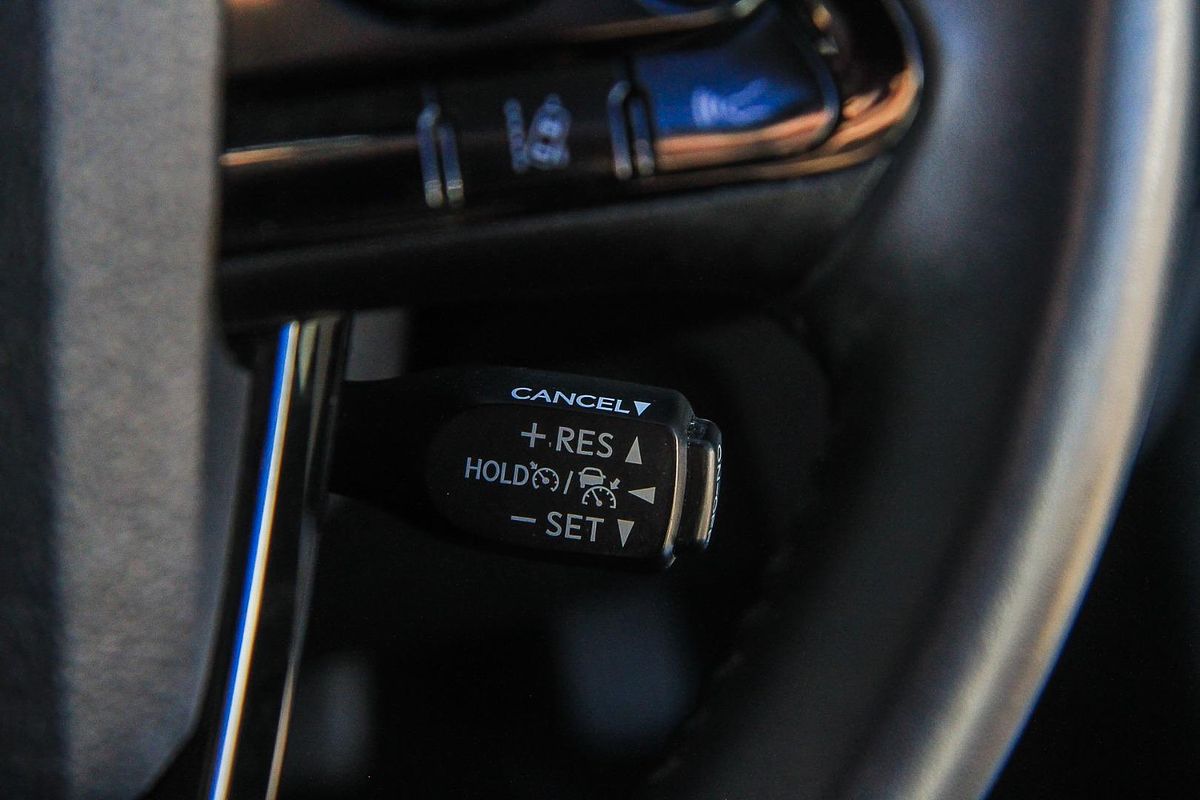 CANCEL
+ RES
HOLD /
− SET